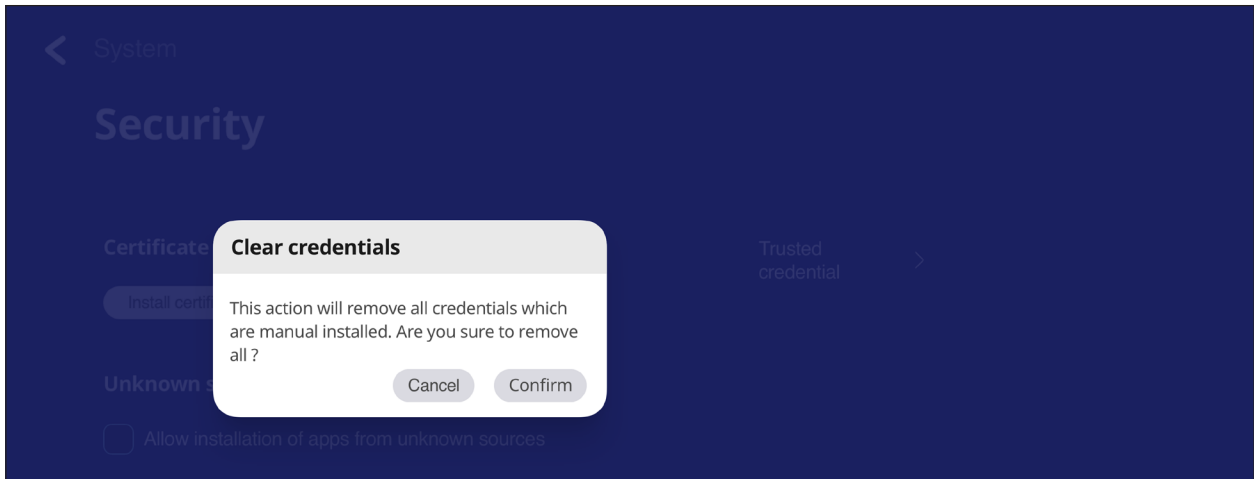 System
Security
Certificate
Trusted
credential
Install certif
Clear credentials
This action will remove all credentials which
are manual installed. Are you sure to remove
all ?
Cancel
Confirm
Unknown s
Allow installation of apps from unknown sources